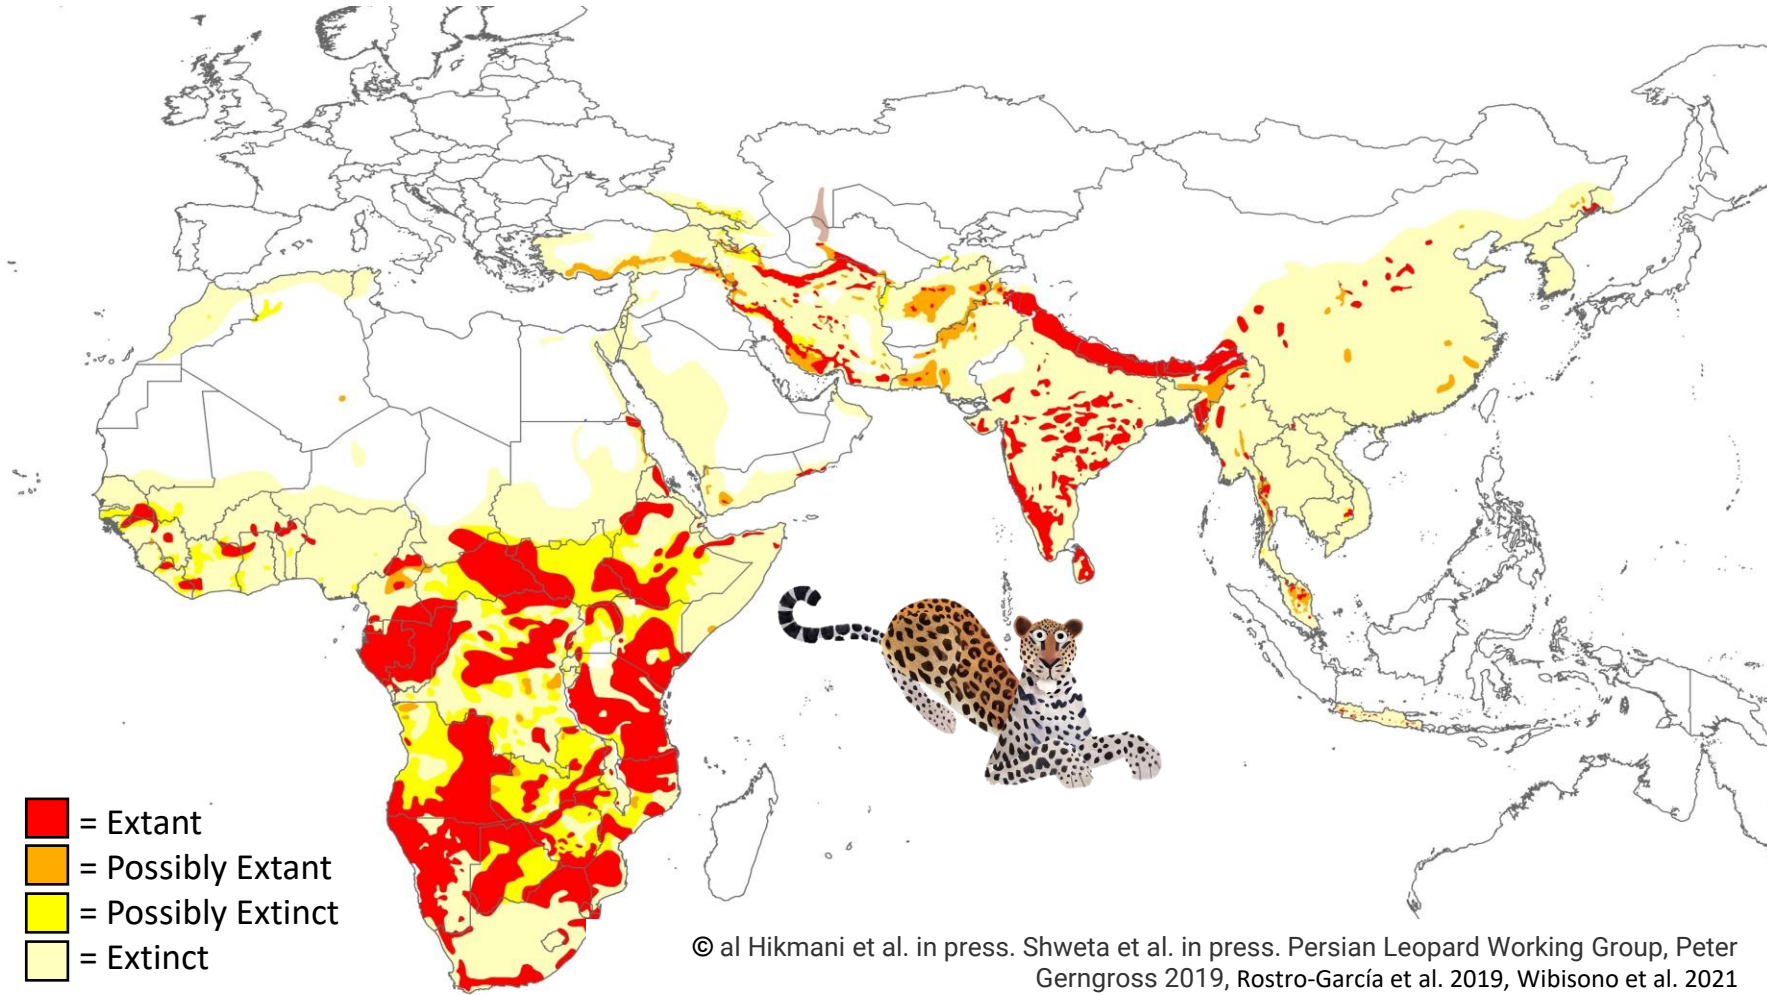 = Extant
= Possibly Extant
= Possibly Extinct
= Extinct
© al Hikmani et al. in press. Shweta et al. in press. Persian Leopard Working Group, Peter
Gerngross 2019, Rostro-García et al. 2019, Wibisono et al. 2021